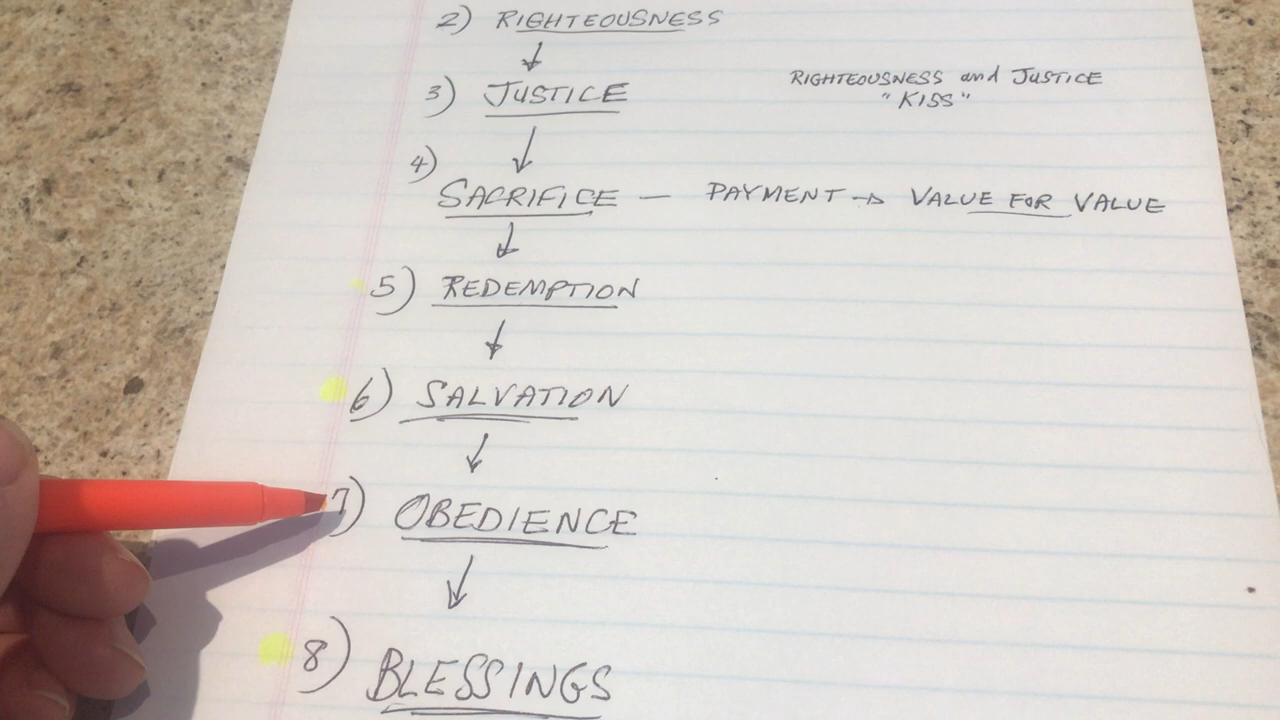 2) RIGHTEOUSNESS
3) JUSTICE
RIGHTEOUSNESS and JUSTICE
"KISS"
4)
SACRIFICE — PAYMENT → VALUE FOR VALUE
5) REDEMPTION
6) SALVATION
7) OBEDIENCE
8) BLESSINGS